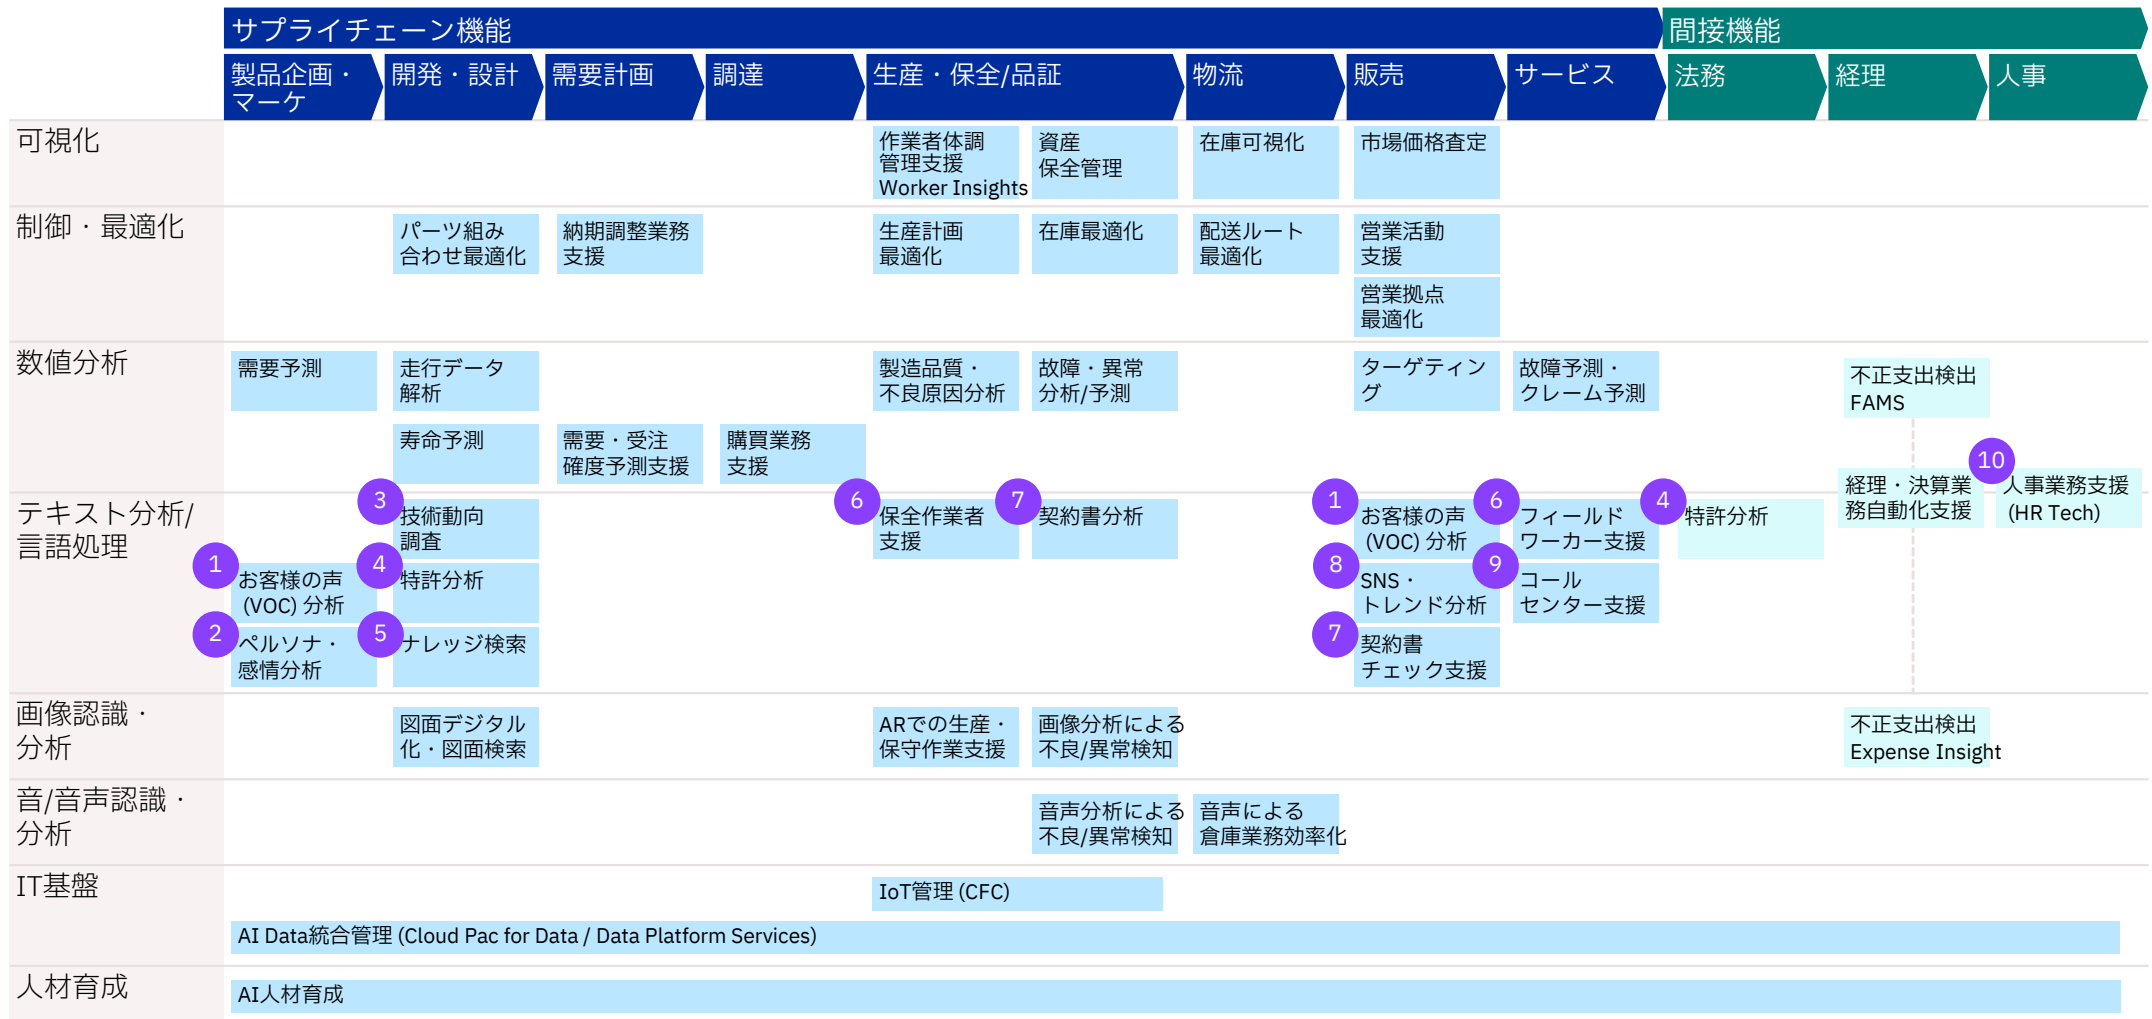 サプライチェーン機能
間接機能
製品企画・
マーケ
開発・設計
需要計画
調達
生産・保全/品証
物流
販売
サービス
法務
経理
人事
可視化
作業者体調
管理支援
Worker Insights
資産
保全管理
在庫可視化
市場価格査定
制御・最適化
パーツ組み
合わせ最適化
納期調整業務
支援
生産計画
最適化
在庫最適化
配送ルート
最適化
営業活動
支援
営業拠点
最適化
数値分析
需要予測
走行データ
解析
製造品質・
不良原因分析
故障・異常
分析/予測
ターゲティン
グ
故障予測・
クレーム予測
不正支出検出
FAMS
寿命予測
需要・受注
確度予測支援
購買業務
支援
経理・決算業
務自動化支援
10
人事業務支援
(HR Tech)
テキスト分析/
言語処理
3
技術動向
調査
6
保全作業者
支援
7
契約書分析
1
お客様の声
(VOC) 分析
6
フィールド
ワーカー支援
4
特許分析
1
お客様の声
(VOC) 分析
4
特許分析
8
SNS・
トレンド分析
9
コール
センター支援
2
ペルソナ・
感情分析
5
ナレッジ検索
7
契約書
チェック支援
画像認識・
分析
図面デジタル
化・図面検索
ARでの生産・
保守作業支援
画像分析による
不良/異常検知
不正支出検出
Expense Insight
音/音声認識・
分析
音声分析による
不良/異常検知
音声による
倉庫業務効率化
IT基盤
IoT管理 (CFC)
AI Data統合管理 (Cloud Pac for Data / Data Platform Services)
人材育成
AI人材育成